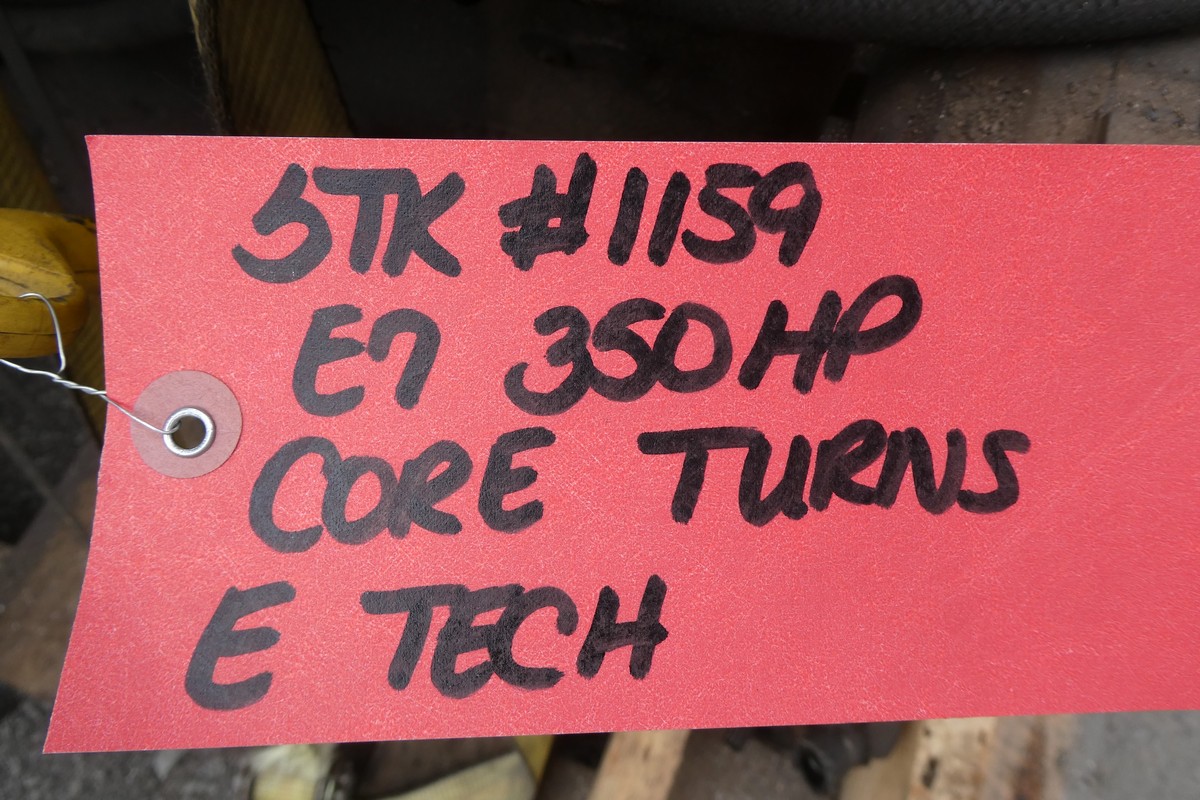 STK #1159
E7 350HP
CORE TURNS
E TECH